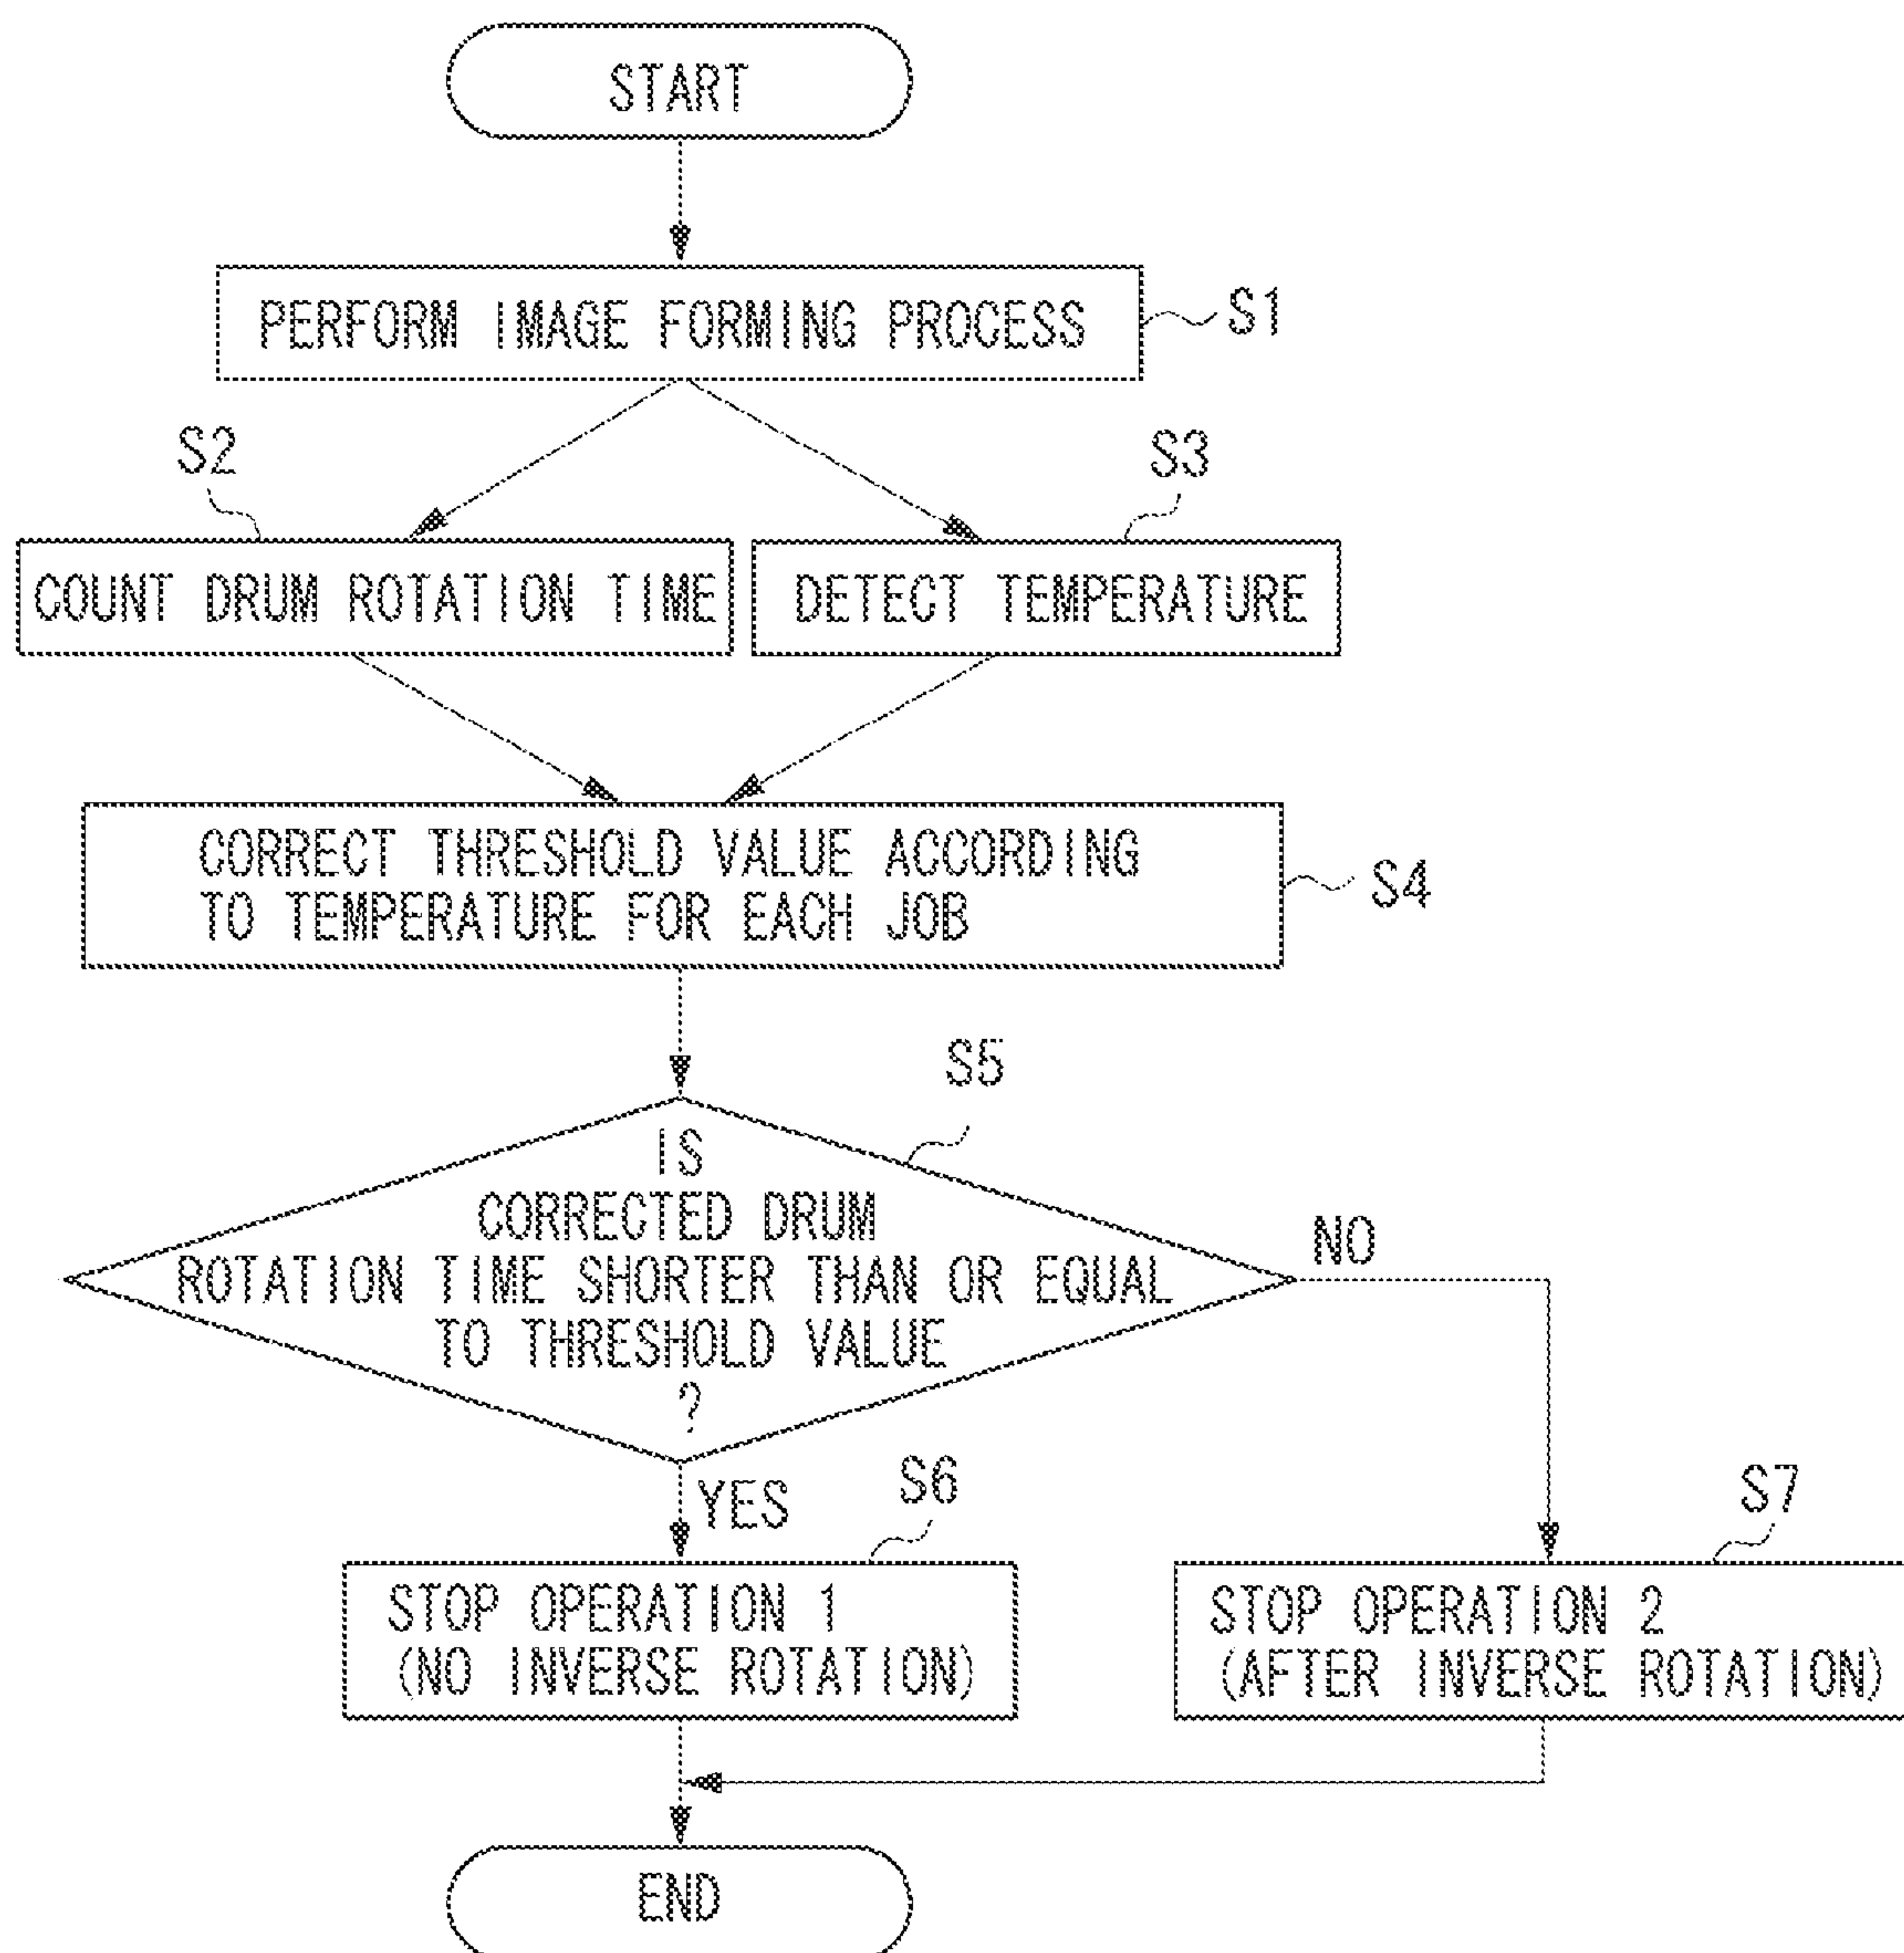 START
PERFORM IMAGE FORMING PROCESS
S1
S2
S3
COUNT DRUM ROTATION TIME
DETECT TEMPERATURE
CORRECT THRESHOLD VALUE ACCORDING
TO TEMPERATURE FOR EACH JOB
S4
S5
IS
CORRECTED DRUM
ROTATION TIME SHORTER THAN OR EQUAL
TO THRESHOLD VALUE
?
NO
YES
S6
S7
STOP OPERATION 1
(NO INVERSE ROTATION)
STOP OPERATION 2
(AFTER INVERSE ROTATION)
END